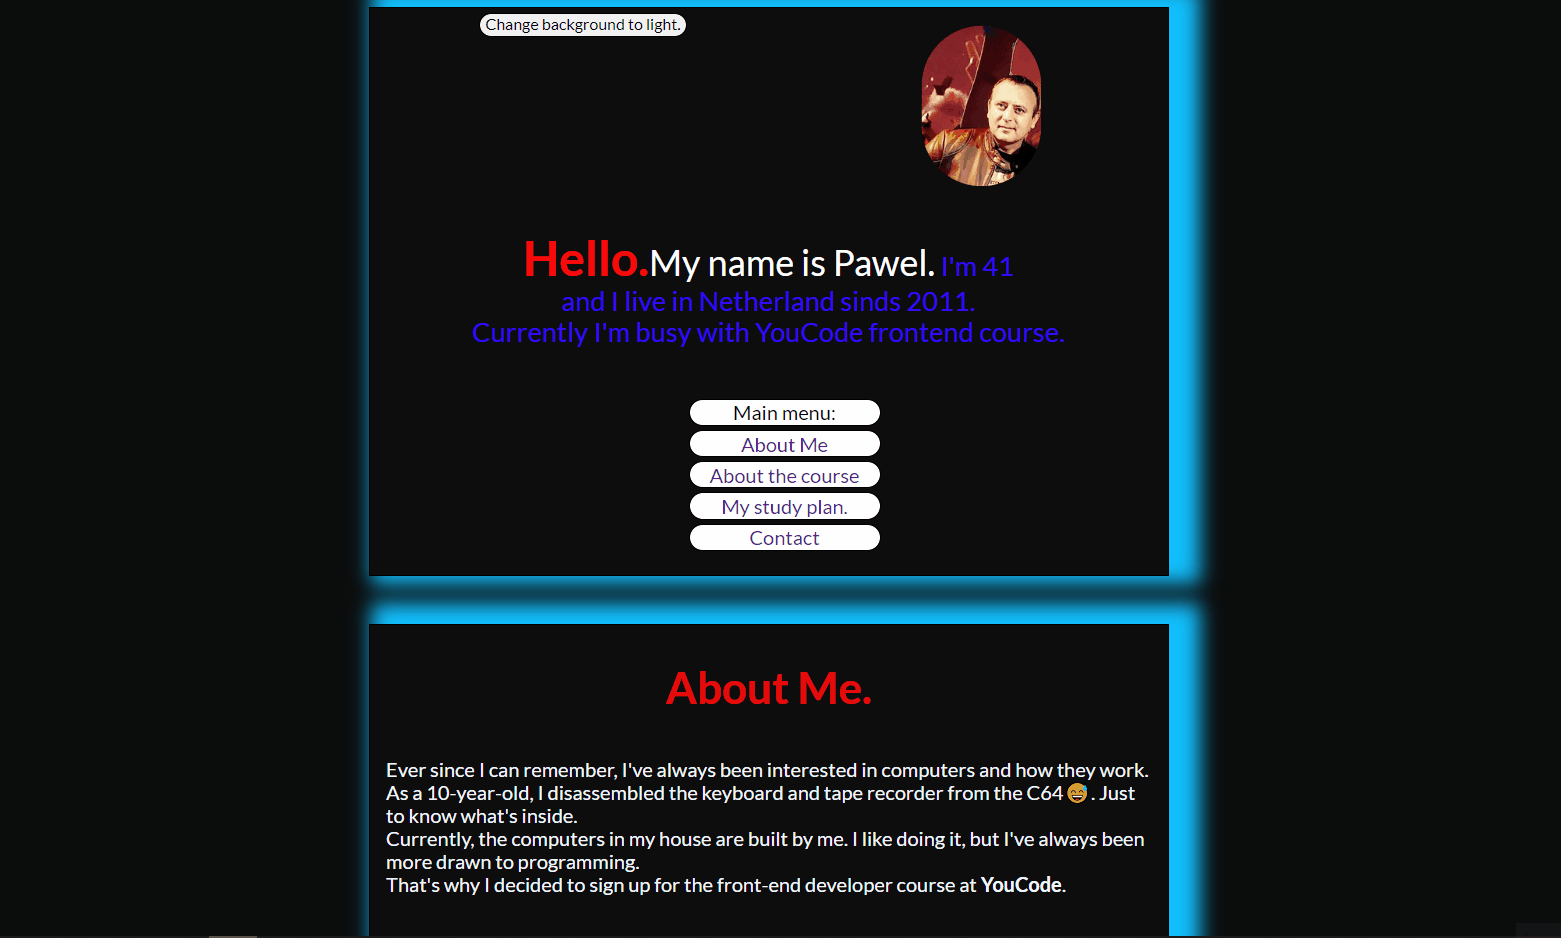 Change background to light.
Hello.My name is Pawel. I'm 41
and I live in Netherland sinds 2011.
Currently I'm busy with YouCode frontend course.
Main menu:
About Me
About the course
My study plan.
Contact
About Me.
Ever since I can remember, I've always been interested in computers and how they work.
As a 10-year-old, I disassembled the keyboard and tape recorder from the C64 😅 . Just
to know what's inside.
Currently, the computers in my house are built by me. I like doing it, but I've always been
more drawn to programming.
That's why I decided to sign up for the front-end developer course at YouCode.